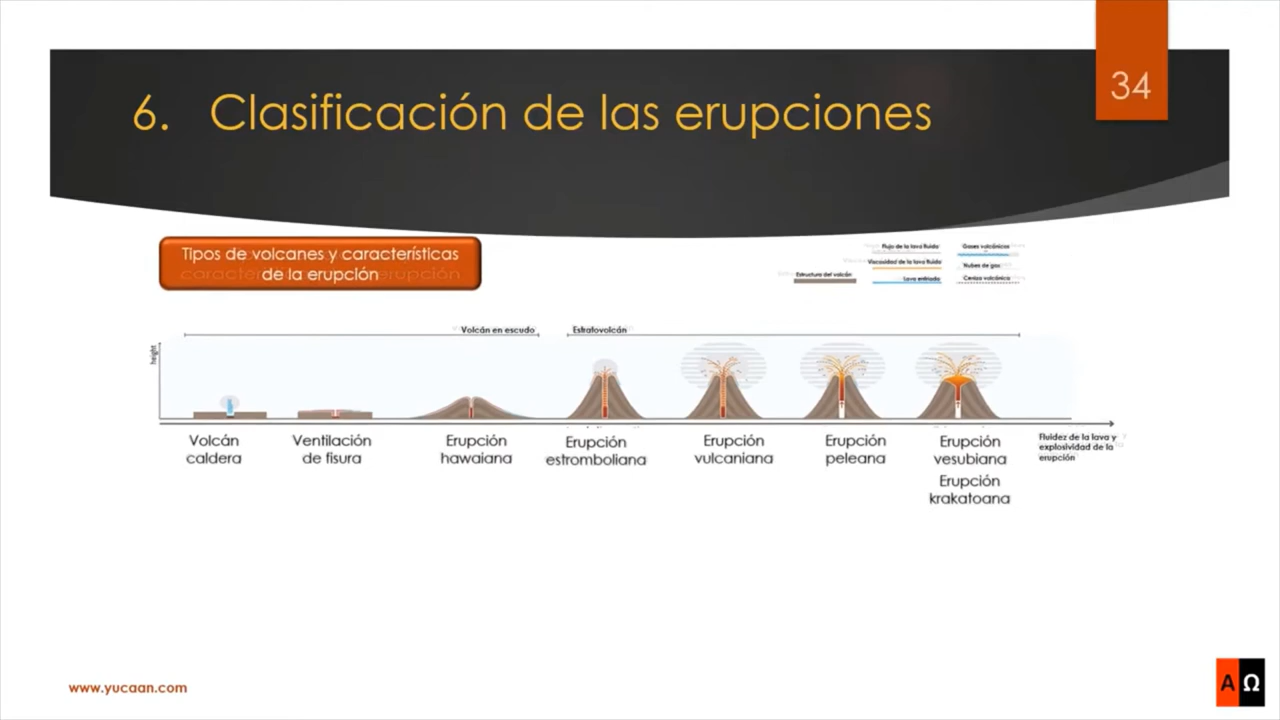 34
6. Clasificación de las erupciones
Tipos de volcanes y características
de la erupción
Flujo de la lava fluida
Gases volcánicos
Viscosidad de la lava fluida
Nubes de gas
Estructura del volcán
Lava enfriada
Ceniza volcánica
Volcán en escudo
Estratovolcán
height
Volcán
caldera
Ventilación
de fisura
Erupción
hawaiana
Erupción
estromboliana
Erupción
vulcaniana
Erupción
peleana
Erupción
vesubiana
Erupción
krakatoana
Fluidez de la lava y
explosividad de la
erupción
www.yucaan.com
A Ω